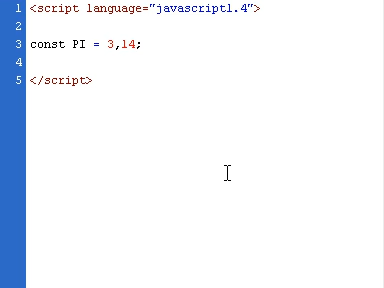 1 <script language="javascript1.4">
2
3 const PI = 3,14;
4
5 </script>